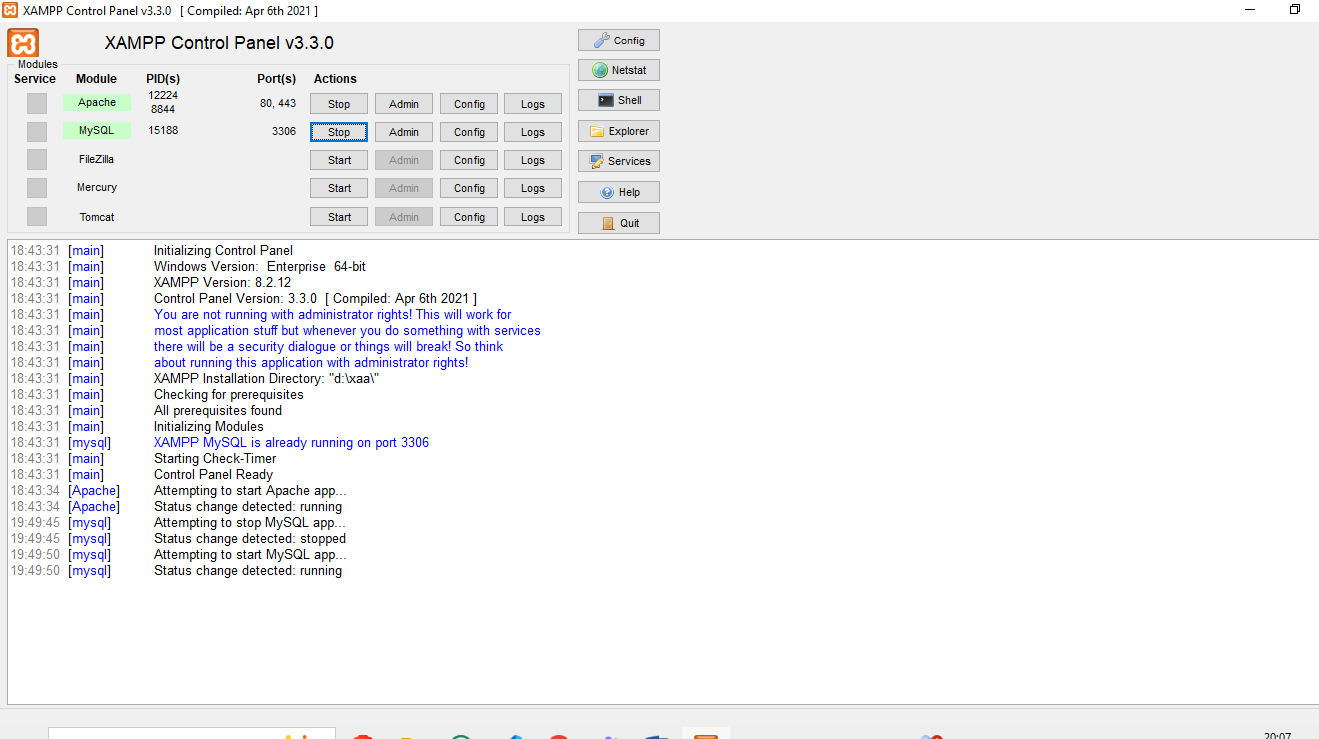 XAMPP Control Panel v3.3.0 [ Compiled: Apr 6th 2021 ]
XAMPP Control Panel v3.3.0
Config
Modules
Service Module PID(s) Port(s) Actions
Netstat
Apache 12224 8844 80, 443 Stop Admin Config Logs
Shell
MySQL 15188 3306 Stop Admin Config Logs
Explorer
FileZilla Start Admin Config Logs
Services
Mercury Start Admin Config Logs
Help
Tomcat Start Admin Config Logs
Quit
18:43:31 [main] Initializing Control Panel
18:43:31 [main] Windows Version: Enterprise 64-bit
18:43:31 [main] XAMPP Version: 8.2.12
18:43:31 [main] Control Panel Version: 3.3.0 [ Compiled: Apr 6th 2021 ]
18:43:31 [main] You are not running with administrator rights! This will work for
18:43:31 [main] most application stuff but whenever you do something with services
18:43:31 [main] there will be a security dialogue or things will break! So think
18:43:31 [main] about running this application with administrator rights!
18:43:31 [main] XAMPP Installation Directory: "d:\xaa\"
18:43:31 [main] Checking for prerequisites
18:43:31 [main] All prerequisites found
18:43:31 [main] Initializing Modules
18:43:31 [mysql] XAMPP MySQL is already running on port 3306
18:43:31 [main] Starting Check-Timer
18:43:31 [main] Control Panel Ready
18:43:34 [Apache] Attempting to start Apache app...
18:43:34 [Apache] Status change detected: running
19:49:45 [mysql] Attempting to stop MySQL app...
19:49:45 [mysql] Status change detected: stopped
19:49:50 [mysql] Attempting to start MySQL app...
19:49:50 [mysql] Status change detected: running
20:07